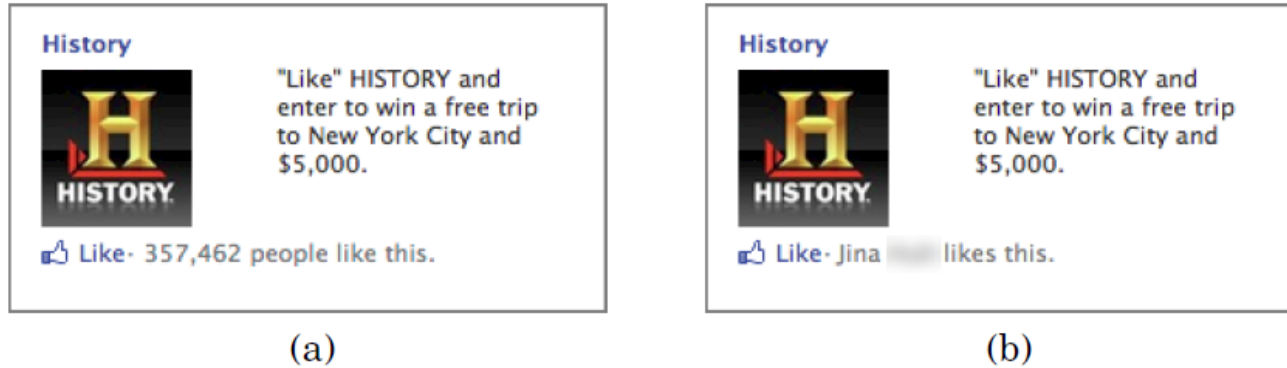 History
"Like" HISTORY and
enter to win a free trip
to New York City and
$5,000.
HISTORY
Like· 357,462 people like this.
(a)
History
"Like" HISTORY and
enter to win a free trip
to New York City and
$5,000.
HISTORY
Like· Jina likes this.
(b)